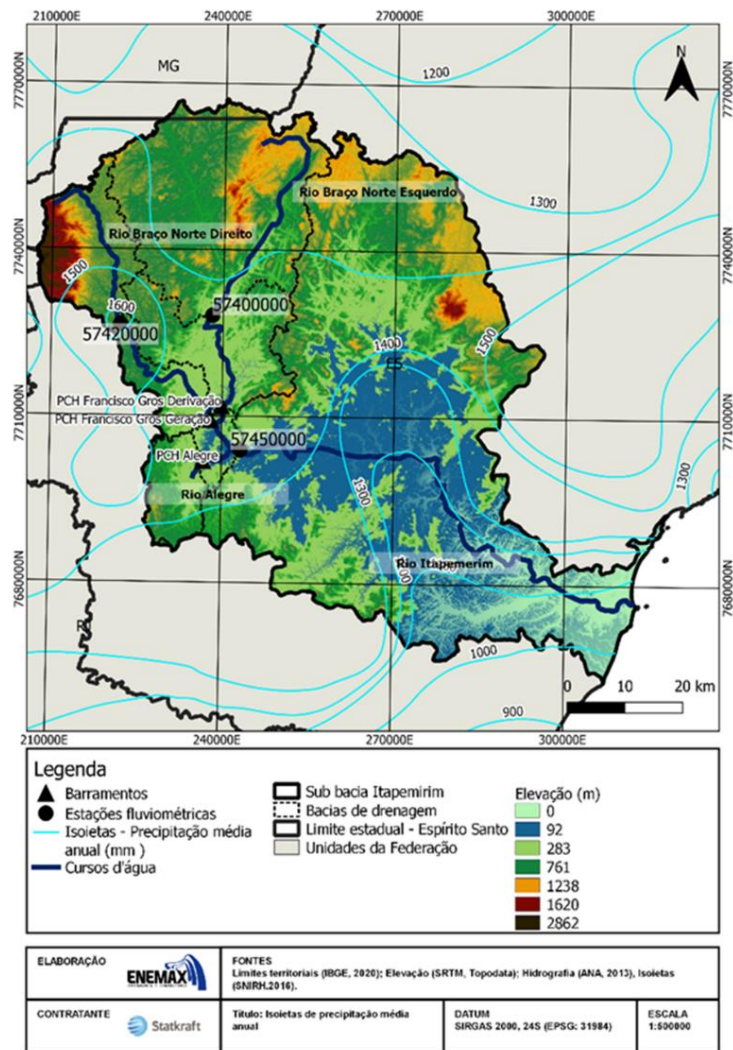 210000E 240000E 270000E 300000E
MG
1200
N
7770000N
7770000N
Rio Braço Norte Esquerdo
1300
Rio Braço Norte Direito
7740000N
7740000N
1500
1600
57400000
57420000
1400
1500
ES
PCH Francisco Gros Derivação
PCH Francisco Gros Geração
7710000N
7710000N
57450000
PCH Alegre
1300
1300
Rio Alegre
Rio Itapemerim
7680000N
7680000N
1000
0 10 20 km
900
210000E 240000E 270000E 300000E
Legenda
Barramentos
Estações fluviométricas
Isoietas - Precipitação média
anual (mm )
Cursos d'água
Sub bacia Itapemirim
Bacias de drenagem
Limite estadual - Espírito Santo
Unidades da Federação
Elevação (m)
0
92
283
761
1238
1620
2862
ELABORAÇÃO
ENEMAX
FONTES
Limites territoriais (IBGE, 2020); Elevação (SRTM, Topodata); Hidrografia (ANA, 2013), Isoietas
(SNIRH.2016).
CONTRATANTE
Statkraft
Título: Isoietas de precipitação média
anual
DATUM
SIRGAS 2000, 24S (EPSG: 31984)
ESCALA
1:500000